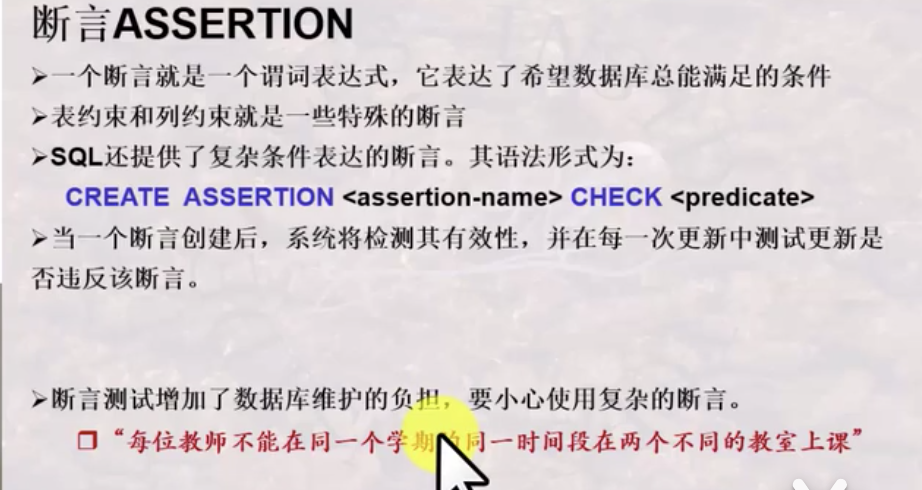 断言ASSERTION
➢一个断言就是一个谓词表达式，它表达了希望数据库总能满足的条件
➢表约束和列约束就是一些特殊的断言
➢SQL还提供了复杂条件表达的断言。其语法形式为：
CREATE ASSERTION <assertion-name> CHECK <predicate>
➢当一个断言创建后，系统将检测其有效性，并在每一次更新中测试更新是
否违反该断言。
➢断言测试增加了数据库维护的负担，要小心使用复杂的断言。
❒“每位教师不能在同一个学期的同一时间段在两个不同的教室上课”